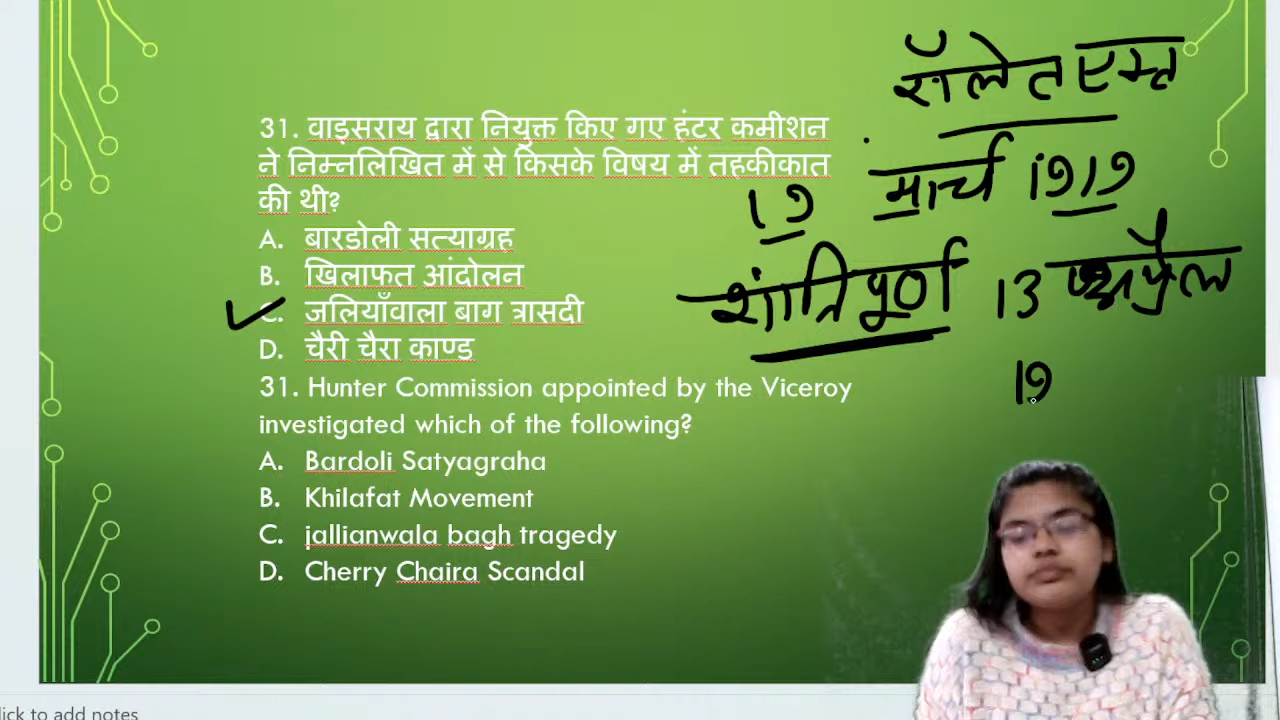 31. वाइसराय द्वारा नियुक्त किए गए हंटर कमीशन
ने निम्नलिखित में से किसके विषय में तहकीकात
की थी?
A. बारडोली सत्याग्रह
B. खिलाफत आंदोलन
C. जलियाँवाला बाग त्रासदी
D. चैरी चैरा काण्ड
31. Hunter Commission appointed by the Viceroy
investigated which of the following?
A. Bardoli Satyagraha
B. Khilafat Movement
C. jallianwala bagh tragedy
D. Cherry Chaira Scandal
रॉलेत एक्त
मार्च 1919
19
शांतिपूर्ण 13 अप्रैल
19
lick to add notes